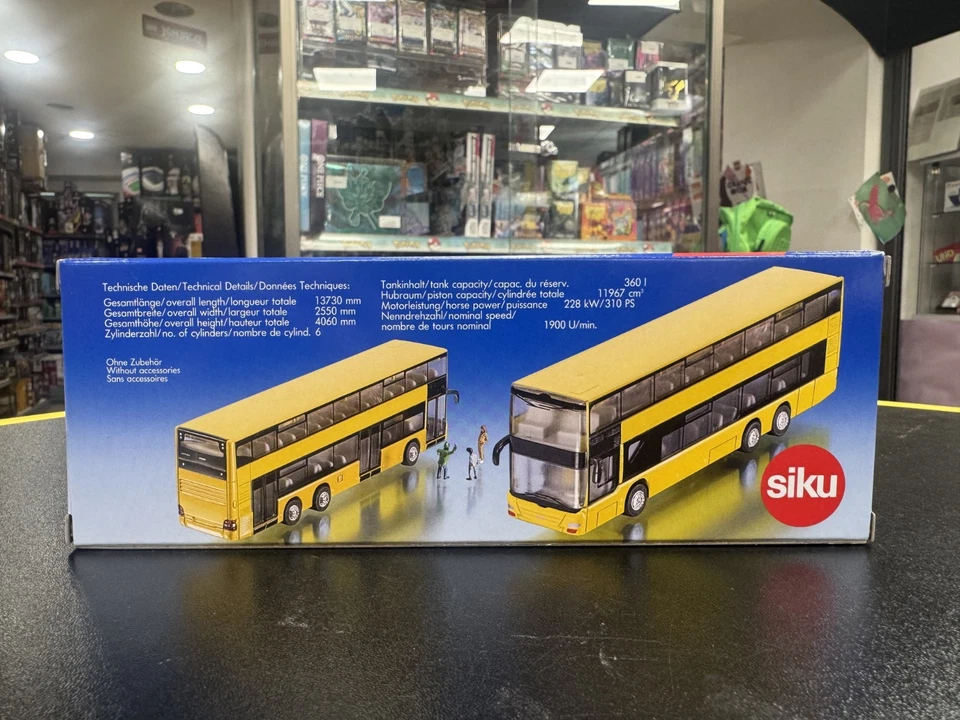 Technische Daten/Technical Details/Données Techniques:
Gesamtlänge/overall length/longueur totale 13730 mm
Gesamtbreite/overall width/largeur totale 2550 mm
Gesamthöhe/overall height/hauteur totale 4060 mm
Zylinderzahl/no. of cylinders/nombre de cylind. 6
Ohne Zubehör
Without accessories
Sans accessoires
Tankinhalt/tank capacity/capac. du réserv. 360 l
Hubraum/piston capacity/cylindrée totale 11967 cm³
Motorleistung/horse power/puissance 228 kW/310 PS
Nenndrehzahl/nominal speed/
nombre de tours nominal 1900 U/min.
siku